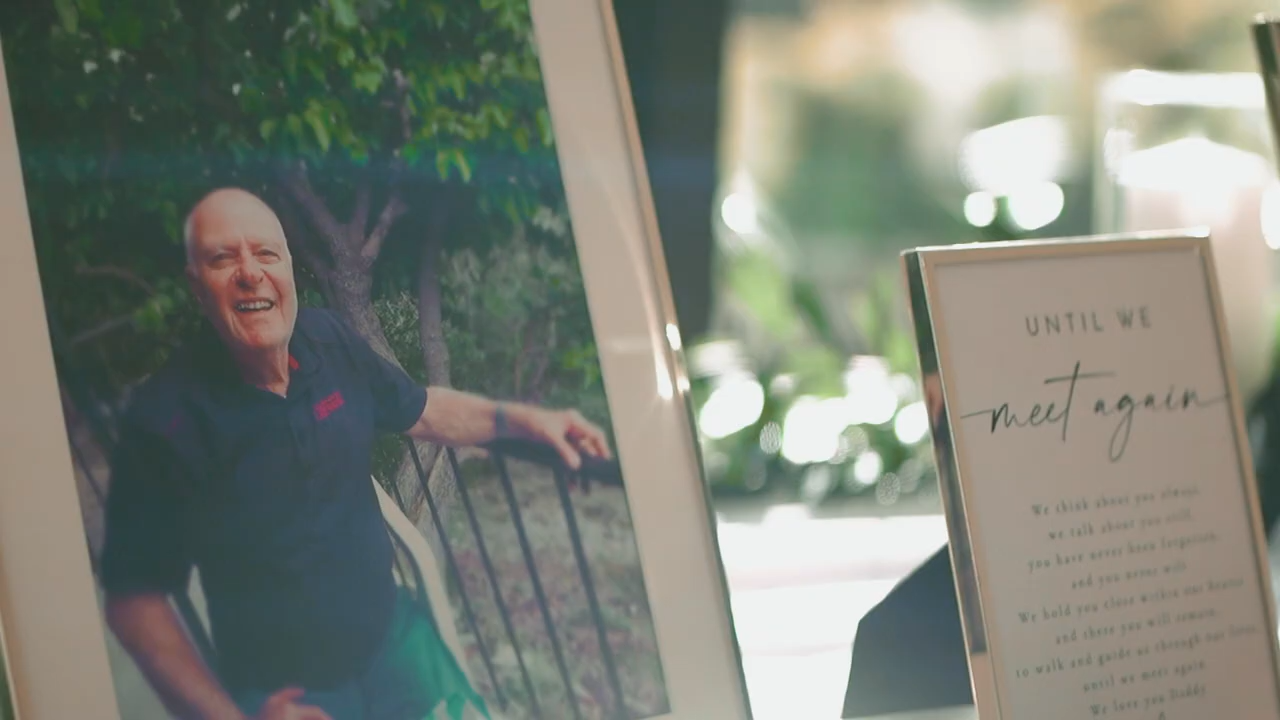 UNTIL WE
meet again
We think about you always,
we talk about you still,
you have never been forgotten,
and you never will
We hold you close within our hearts
and there you will remain,
to walk and guide us through our lives,
until we meet again
We love you Daddy